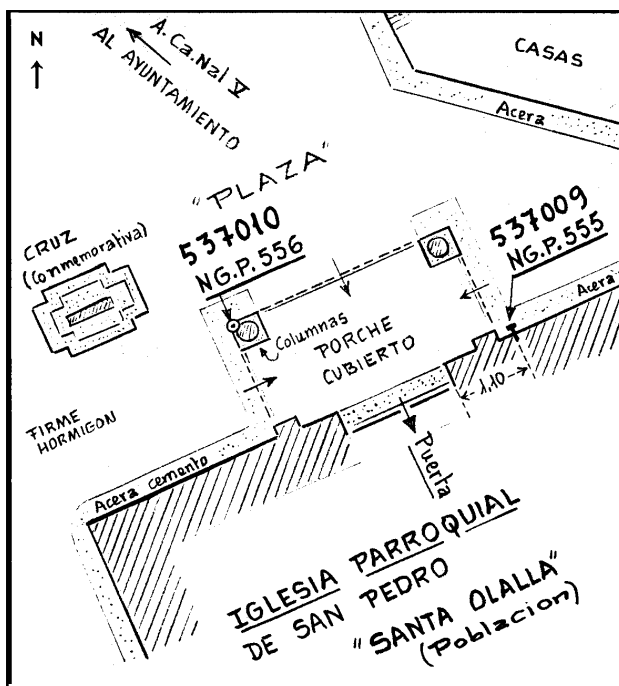 N
A. Ca. Nal V
AL AYUNTAMIENTO
CASAS
Acera
"PLAZA"
CRUZ
(Conmemorativa)
537010
NG.P. 556
537009
NG.P. 555
Acera
Columnas
PORCHE
CUBIERTO
1,10
FIRME
HORMIGON
Acera cemento
Puerta
IGLESIA PARROQUIAL
DE SAN PEDRO
"SANTA OLALLA"
(Poblacion)